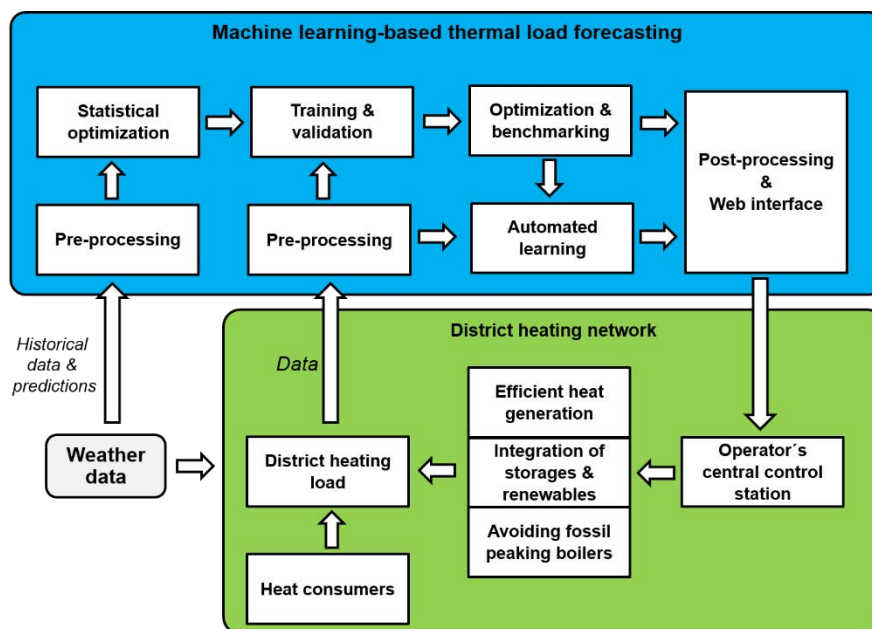 Machine learning-based thermal load forecasting
Statistical
optimization
Training &
validation
Optimization &
benchmarking
Post-processing
&
Web interface
Pre-processing
Pre-processing
Automated
learning
Historical
data &
predictions
Data
District heating network
Efficient heat
generation
Weather
data
District heating
load
Integration of
storages &
renewables
Operator´s
central control
station
Avoiding fossil
peaking boilers
Heat consumers